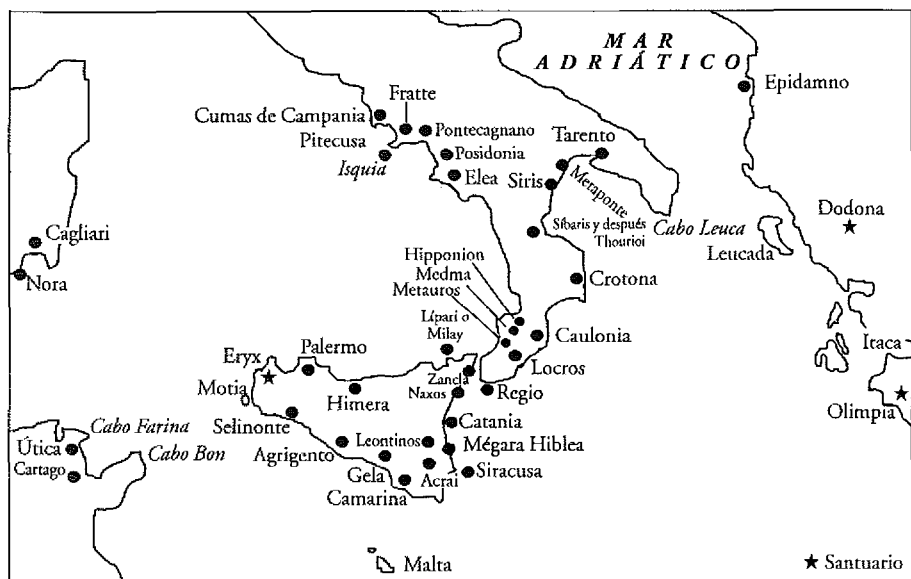 MAR
ADRIÁTICO
Epidamno
Fratte
Cumas de Campania
Pontecagnano
Pitecusa
Isquia
Posidonia
Elea
Tarento
Metaponte
Siris
Síbaris y después
Thourioi
Cabo Leuca
Dodona
Leucada
Cagliari
Nora
Hipponion
Medma
Metauros
Crotona
Lípari o
Milay
Caulonia
Locros
Itaca
Eryx
Palermo
Motia
Himera
Zancla
Naxos
Regio
Olimpia
Selinonte
Catania
Cabo Farina
Útica
Cabo Bon
Cartago
Agrigento
Leontinos
Mégara Hiblea
Gela
Acrai
Siracusa
Camarina
Malta
★ Santuario